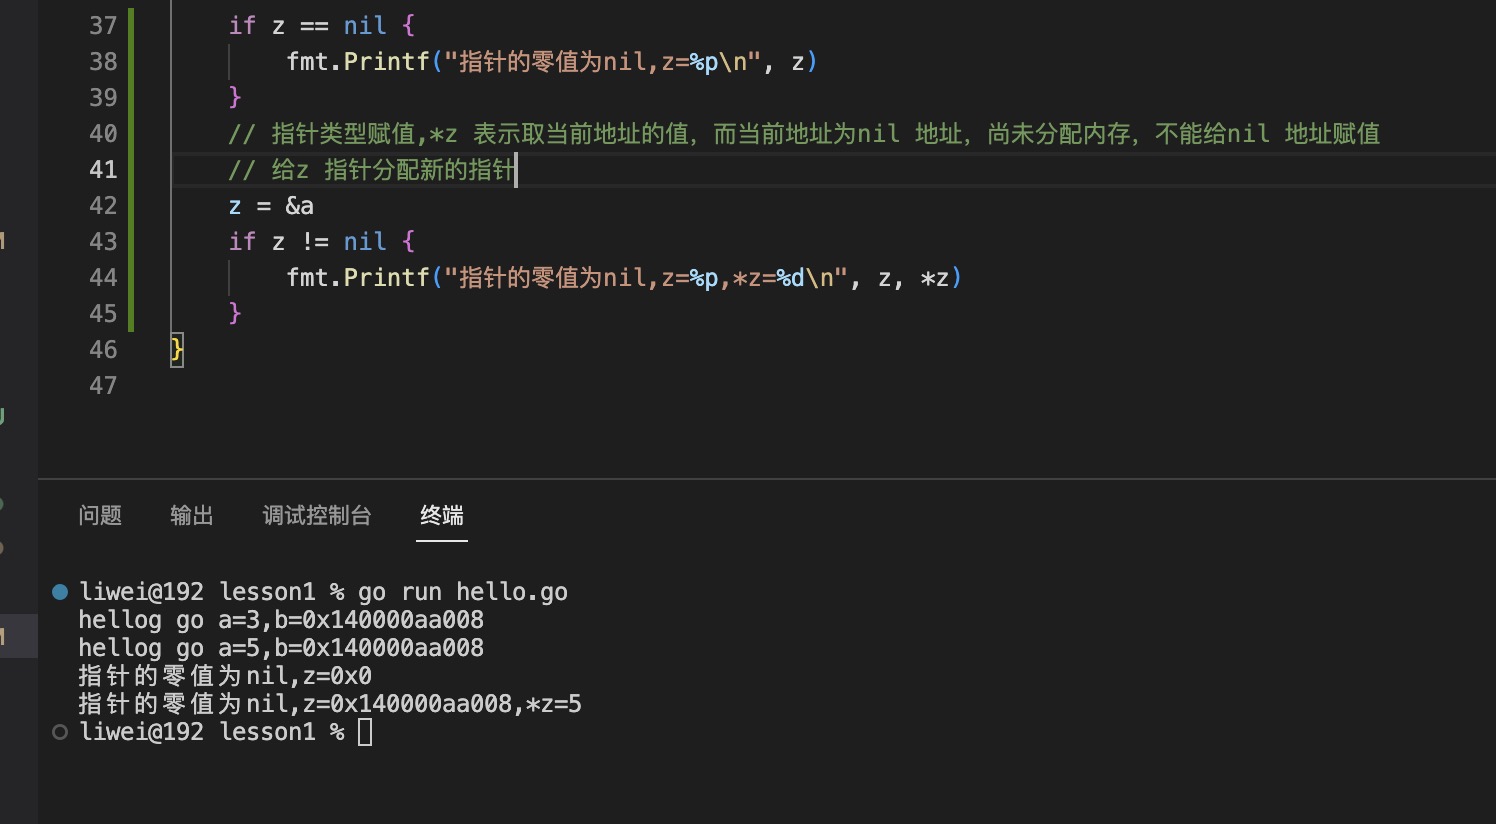 37 if z == nil {
38 fmt.Printf("指针的零值为nil,z=%p\n", z)
39 }
40 // 指针类型赋值,*z 表示取当前地址的值，而当前地址为nil 地址，尚未分配内存，不能给nil 地址赋值
41 // 给z 指针分配新的指针
42 z = &a
43 if z != nil {
44 fmt.Printf("指针的零值为nil,z=%p,*z=%d\n", z, *z)
45 }
46 }
47
问题 输出 调试控制台 终端
liwei@192 lesson1 % go run hello.go
hellog go a=3,b=0x140000aa008
hellog go a=5,b=0x140000aa008
指针的零值为nil,z=0x0
指针的零值为nil,z=0x140000aa008,*z=5
liwei@192 lesson1 %